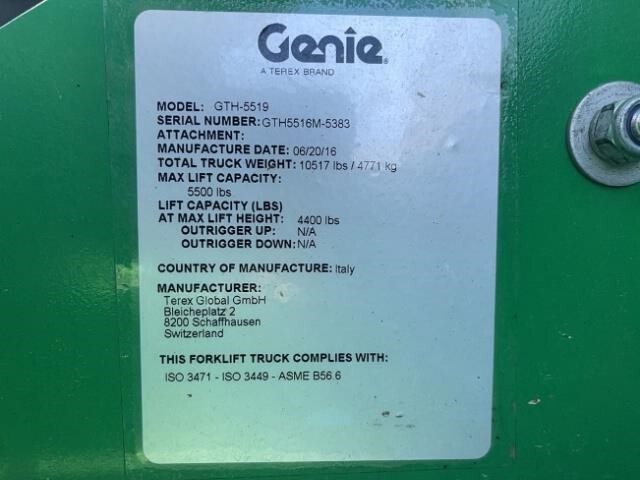 Genie
A TEREX BRAND
MODEL: GTH-5519
SERIAL NUMBER: GTH5516M-5383
ATTACHMENT:
MANUFACTURE DATE: 06/20/16
TOTAL TRUCK WEIGHT: 10517 lbs / 4771 kg
MAX LIFT CAPACITY:
5500 lbs
LIFT CAPACITY (LBS)
AT MAX LIFT HEIGHT: 4400 lbs
OUTRIGGER UP: N/A
OUTRIGGER DOWN: N/A
COUNTRY OF MANUFACTURE: Italy
MANUFACTURER:
Terex Global GmbH
Bleicheplatz 2
8200 Schaffhausen
Switzerland
THIS FORKLIFT TRUCK COMPLIES WITH:
ISO 3471 - ISO 3449 - ASME B56.6